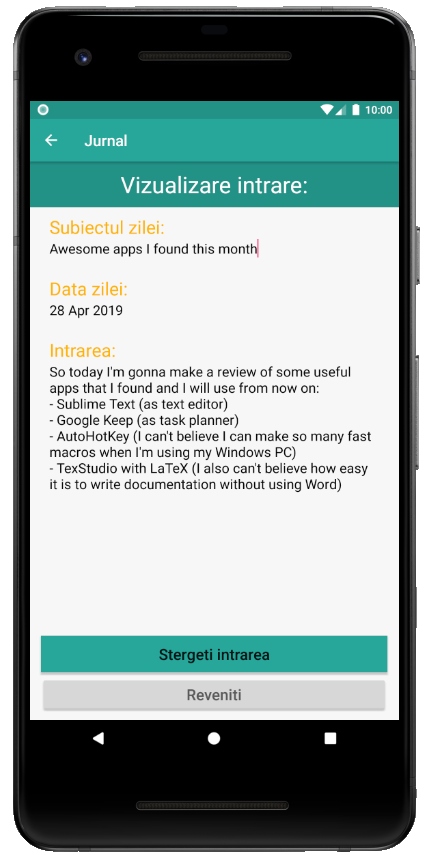 10:00
Jurnal
Vizualizare intrare:
Subiectul zilei:
Awesome apps I found this month
Data zilei:
28 Apr 2019
Intrarea:
So today I'm gonna make a review of some useful
apps that I found and I will use from now on:
- Sublime Text (as text editor)
- Google Keep (as task planner)
- AutoHotKey (I can't believe I can make so many fast
macros when I'm using my Windows PC)
- TexStudio with LaTeX (I also can't believe how easy
it is to write documentation without using Word)
Stergeti intrarea
Reveniti